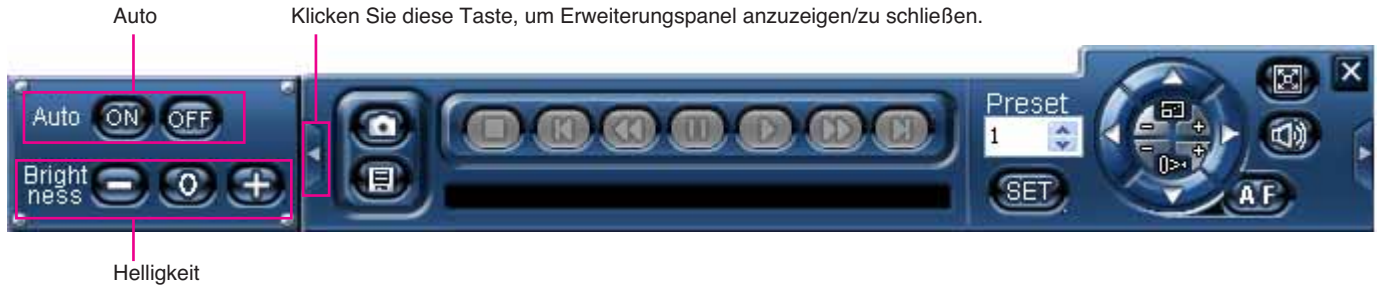 Auto
Klicken Sie diese Taste, um Erweiterungspanel anzuzeigen/zu schließen.
Auto ON OFF
Preset
1
Bright
ness
0
SET
AF
Helligkeit